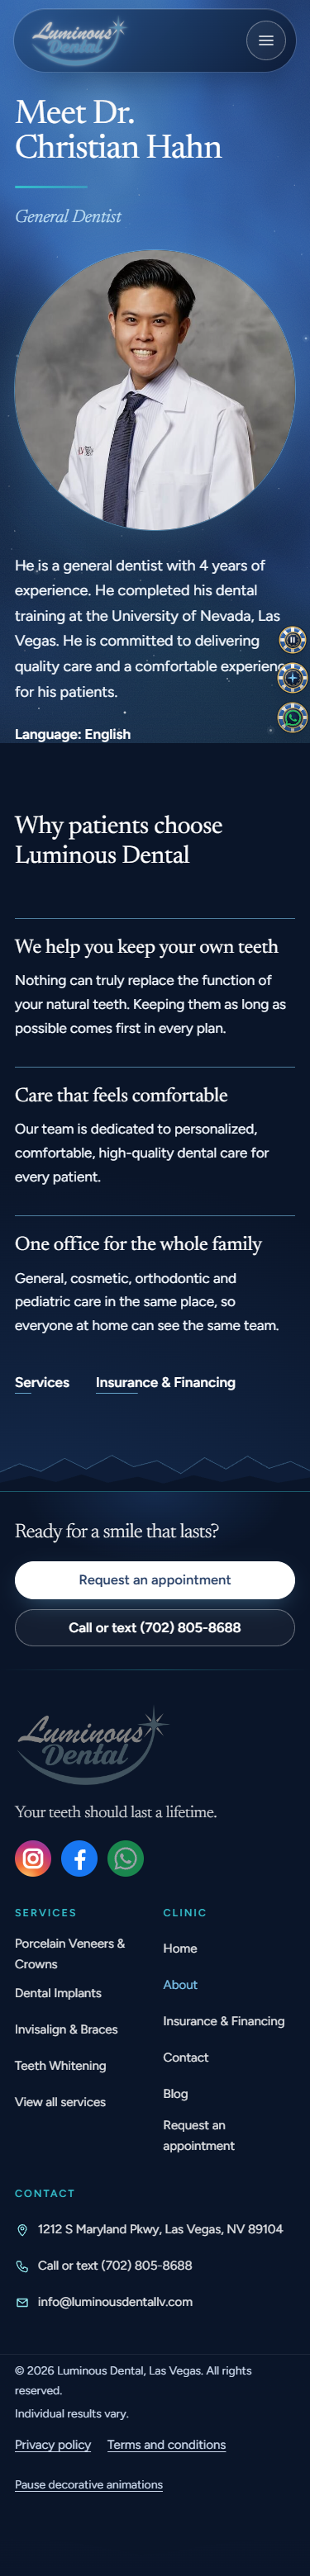 Luminous
Dental
Meet Dr.
Christian Hahn
General Dentist
He is a general dentist with 4 years of
experience. He completed his dental
training at the University of Nevada, Las
Vegas. He is committed to delivering
quality care and a comfortable experience
for his patients.
Language: English
Why patients choose
Luminous Dental
We help you keep your own teeth
Nothing can truly replace the function of
your natural teeth. Keeping them as long as
possible comes first in every plan.
Care that feels comfortable
Our team is dedicated to personalized,
comfortable, high-quality dental care for
every patient.
One office for the whole family
General, cosmetic, orthodontic and
pediatric care in the same place, so
everyone at home can see the same team.
Services Insurance & Financing
Ready for a smile that lasts?
Request an appointment
Call or text (702) 805-8688
Luminous
Dental
Your teeth should last a lifetime.
SERVICES
Porcelain Veneers &
Crowns
Dental Implants
Invisalign & Braces
Teeth Whitening
View all services
CLINIC
Home
About
Insurance & Financing
Contact
Blog
Request an
appointment
CONTACT
1212 S Maryland Pkwy, Las Vegas, NV 89104
Call or text (702) 805-8688
info@luminousdentallv.com
© 2026 Luminous Dental, Las Vegas. All rights
reserved.
Individual results vary.
Privacy policy Terms and conditions
Pause decorative animations